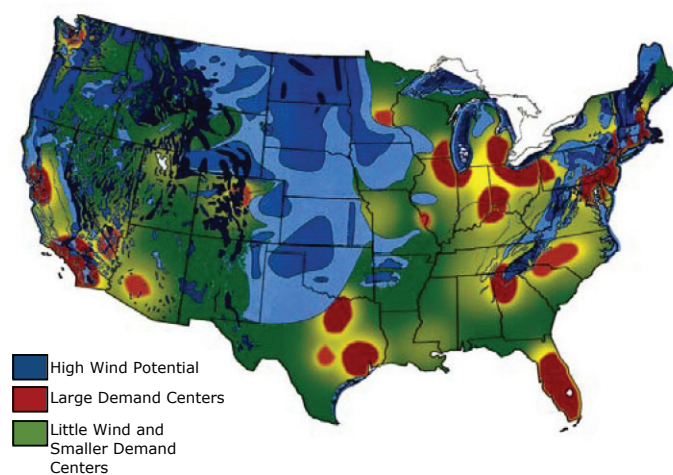 High Wind Potential
Large Demand Centers
Little Wind and
Smaller Demand
Centers